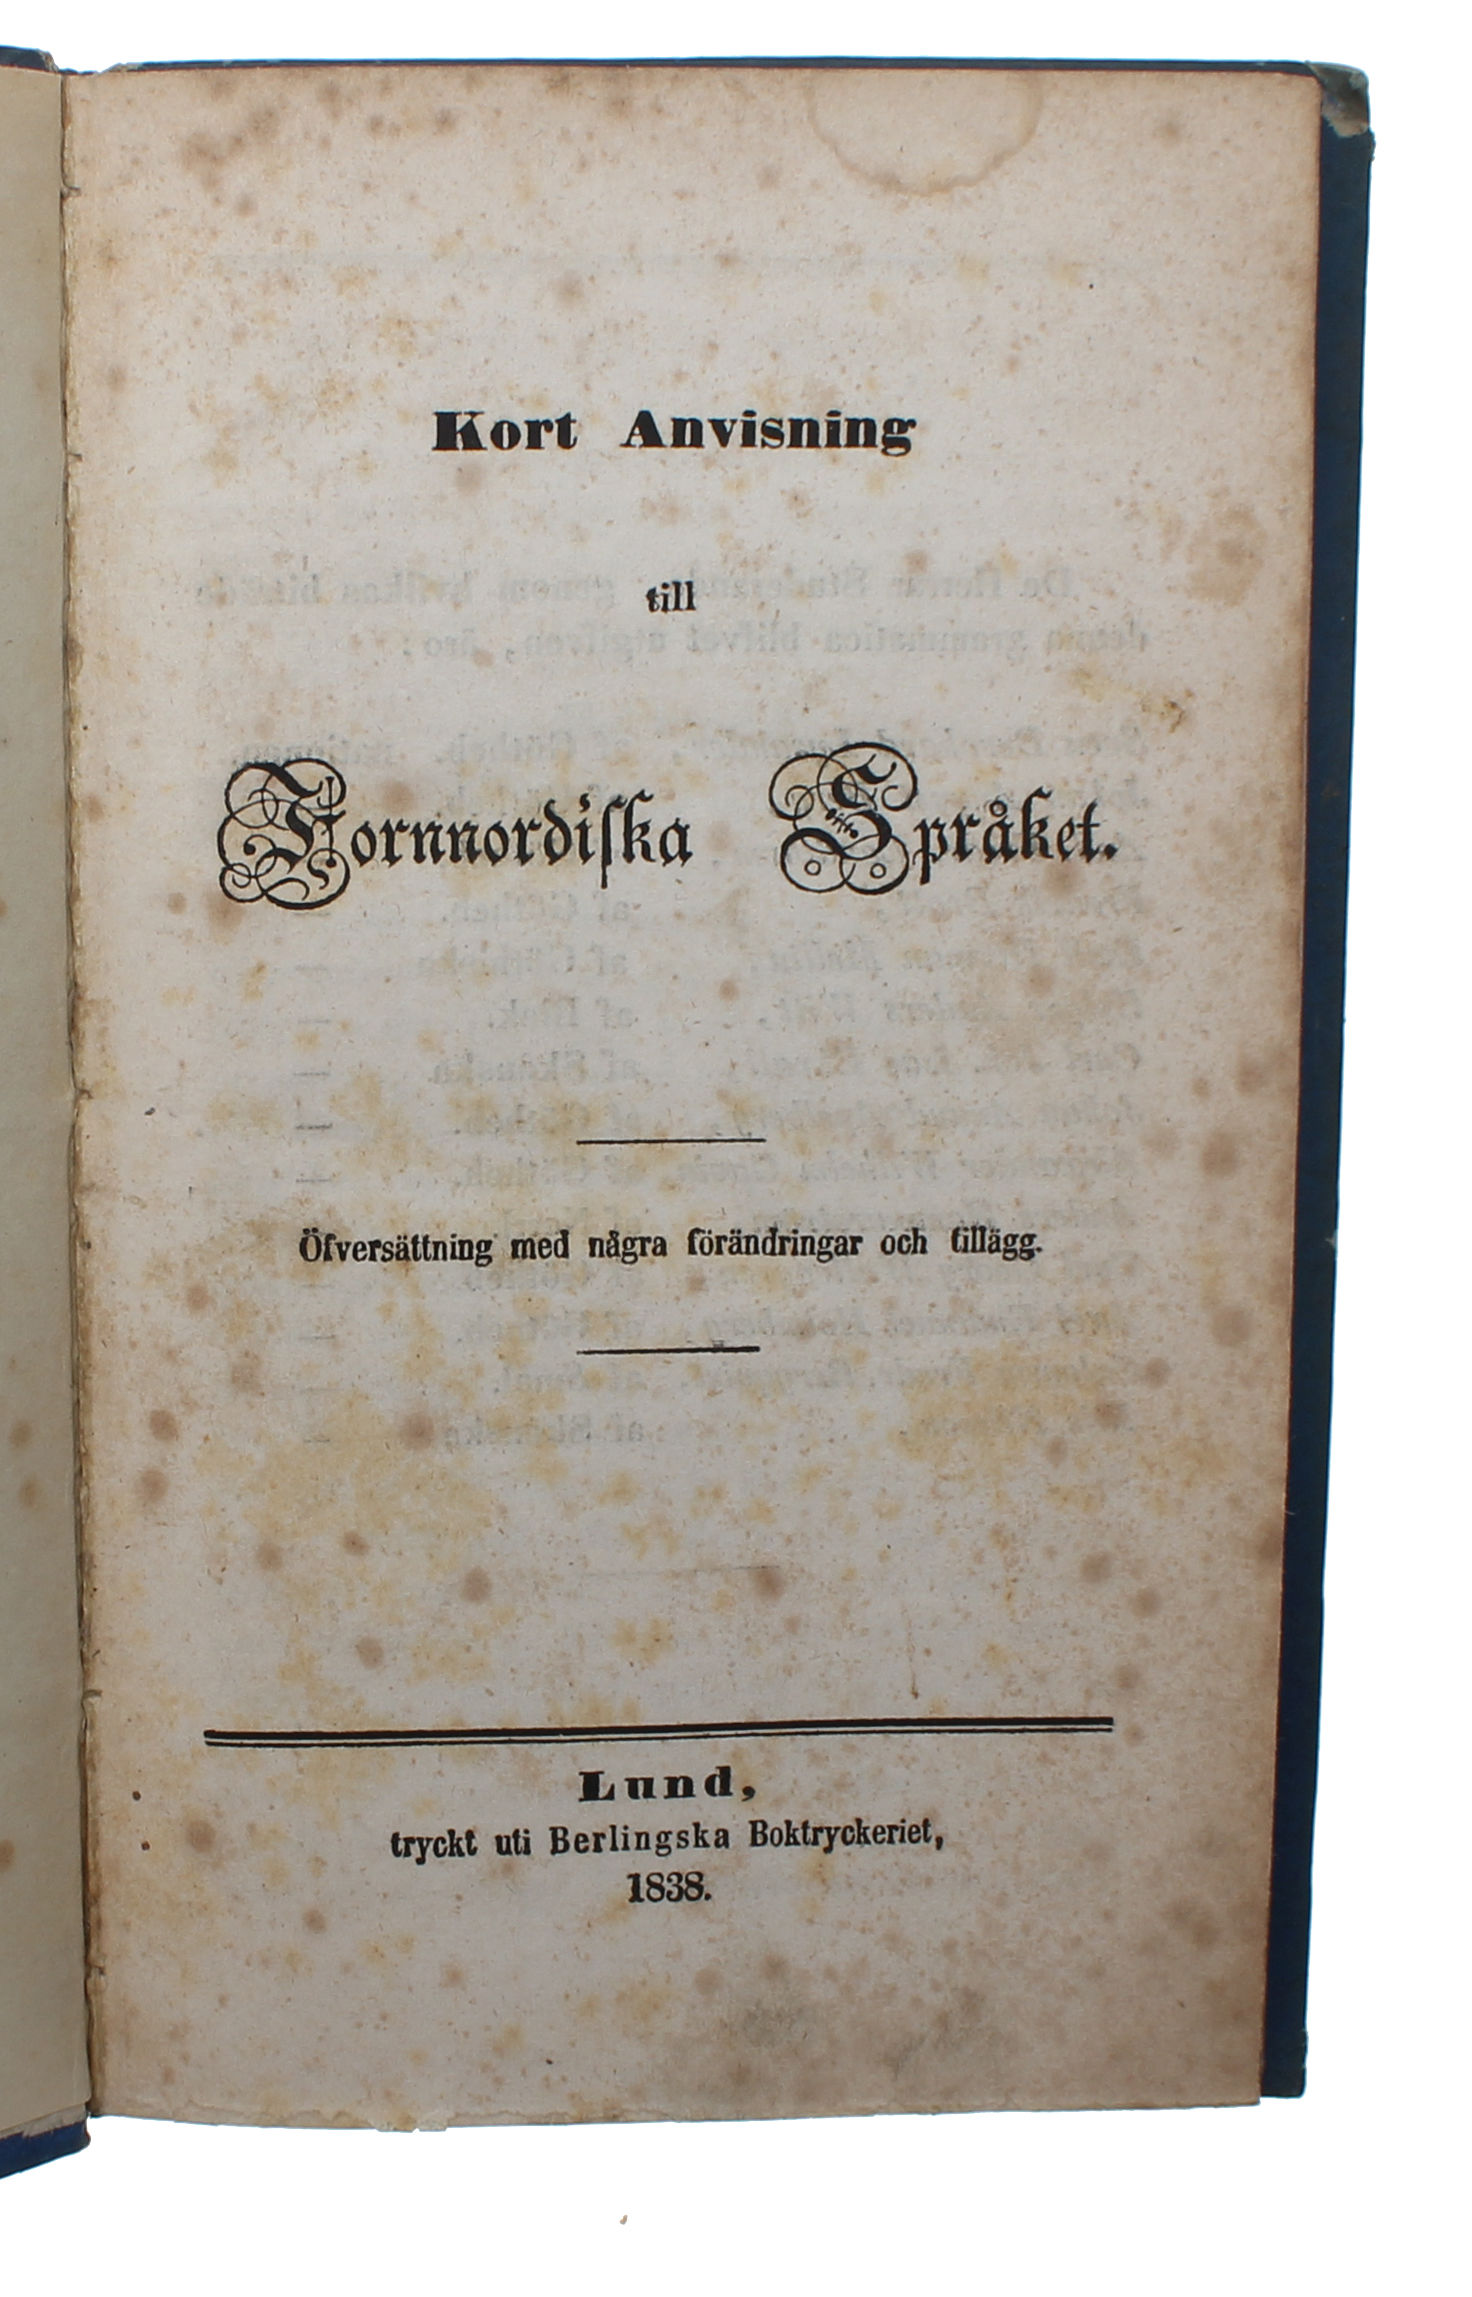 Kort Anvisning
till
Fornnordiska Språket.
Öfversättning med några förändringar och tillägg.
Lund,
tryckt uti Berlingska Boktryckeriet,
1838.